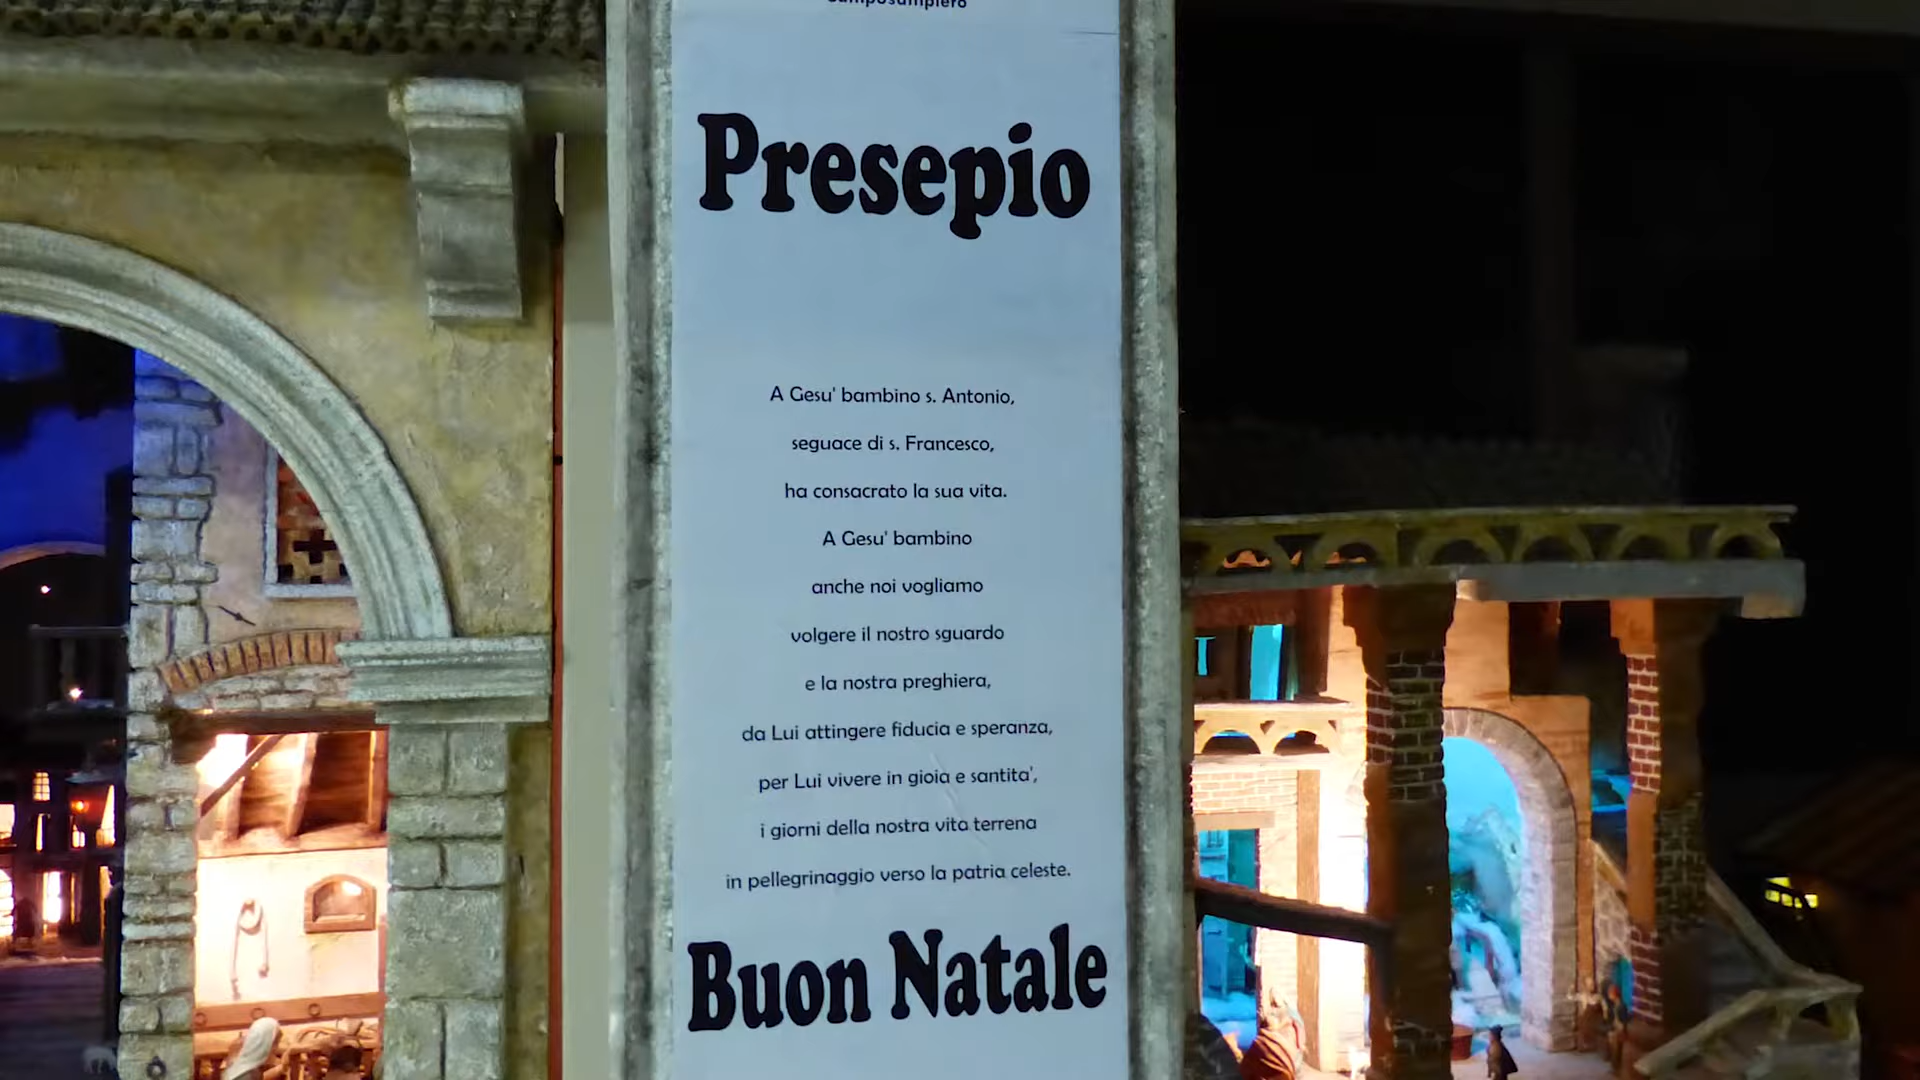 Camposampiero
Presepio
A Gesu' bambino s. Antonio,
seguace di s. Francesco,
ha consacrato la sua vita.
A Gesu' bambino
anche noi vogliamo
volgere il nostro sguardo
e la nostra preghiera,
da Lui attingere fiducia e speranza,
per Lui vivere in gioia e santita',
i giorni della nostra vita terrena
in pellegrinaggio verso la patria celeste.
Buon Natale